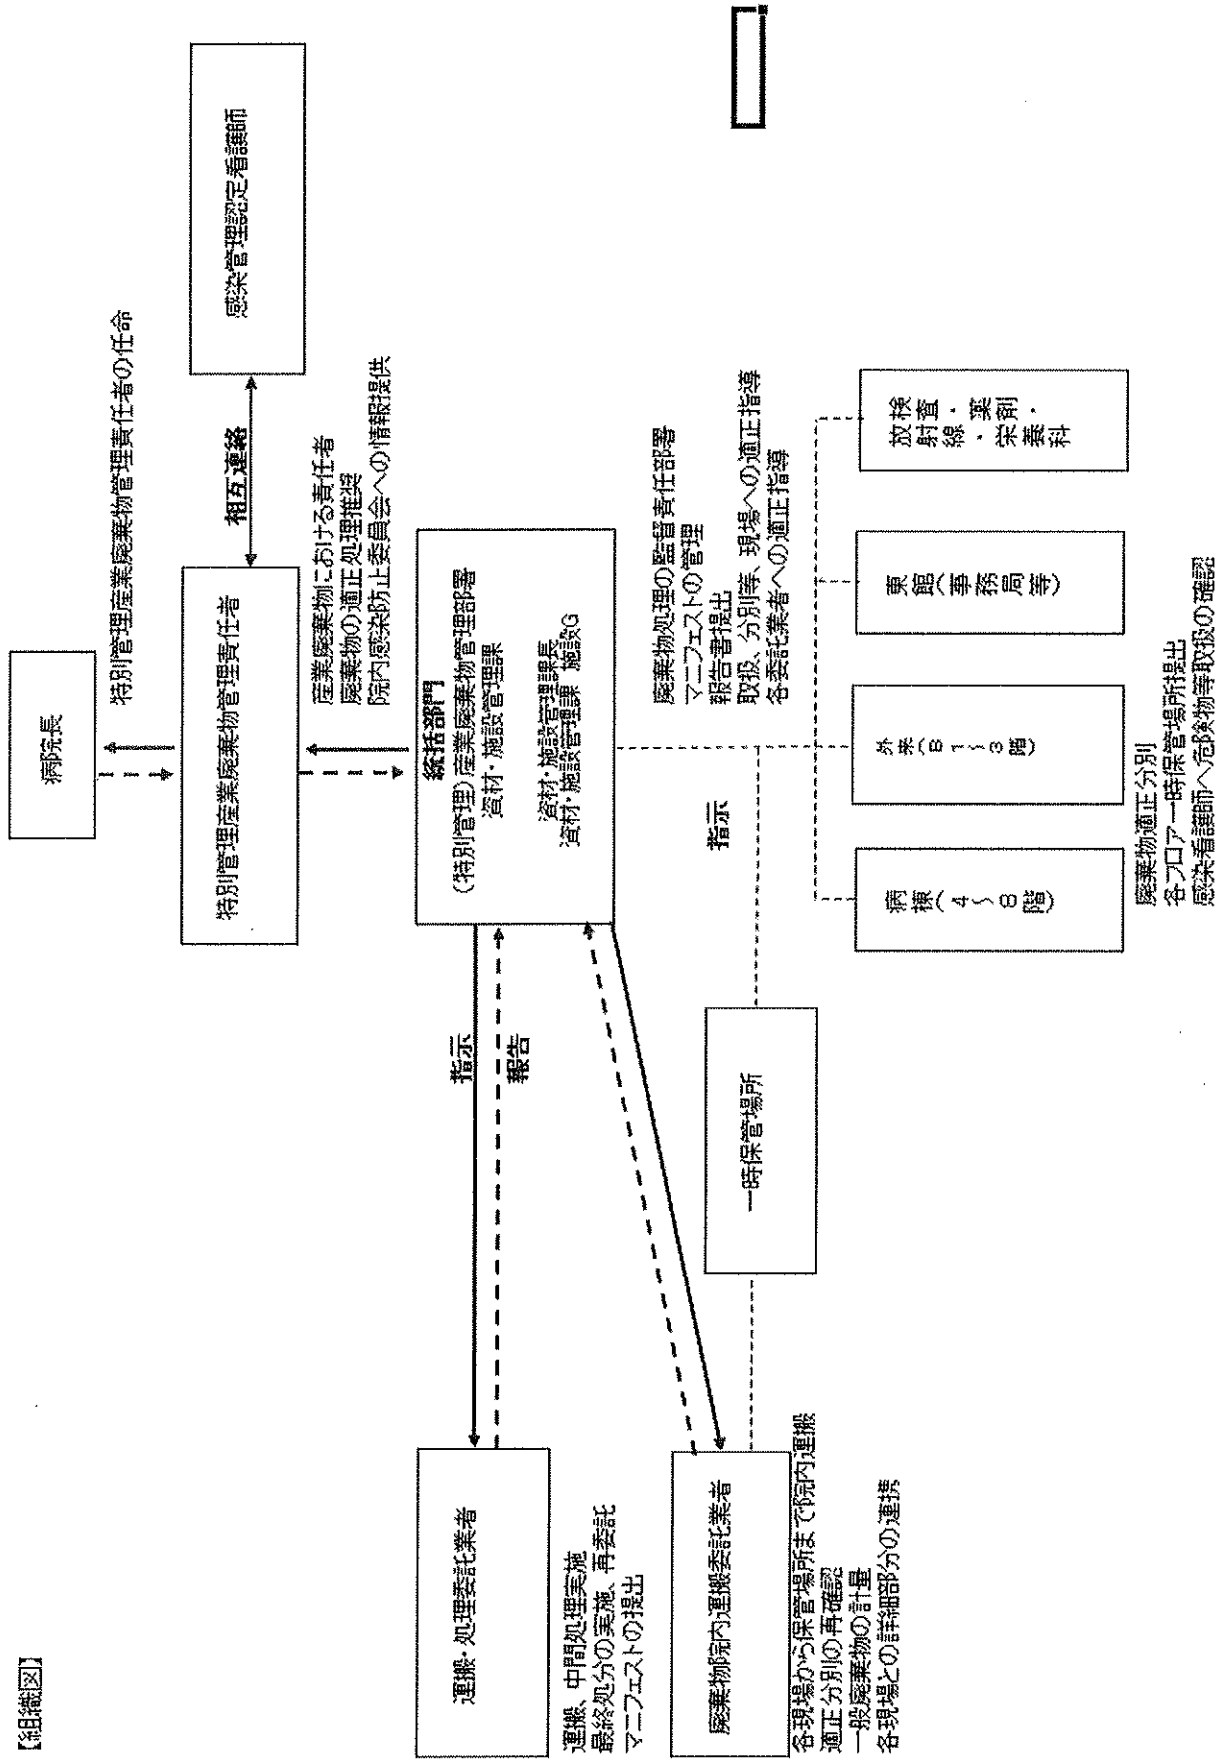 【組織図】
病院長
特別管理産業廃棄物管理責任者の任命
特別管理産業廃棄物管理責任者
相互連絡
感染管理認定看護師
産業廃棄物における責任者
廃棄物の適正処理推奨
院内感染防止委員会への情報提供
統括部門
(特別管理)産業廃棄物管理部署
資材・施設管理課
資材・施設管理課長
資材・施設管理課 施設G
指示
報告
運搬・処理委託業者
運搬、中間処理実施
最終処分の実施、再委託
マニフェストの提出
廃棄物処理の監督責任部署
マニフェストの管理
報告書提出
取扱、分別等、現場への適正指導
各委託業者への適正指導
指示
廃棄物院内運搬委託業者
一時保管場所
各現場から保管場所まで院内運搬
適正分別の再確認
一般廃棄物の計量
各現場との詳細部分の連携
病棟(4~8階)
外来(B1~3階)
東館(事務局等)
放射線・栄養科
検査・薬剤・
廃棄物適正分別
各フロアー時保管場所提出
感染看護師へ危険物等取扱の確認